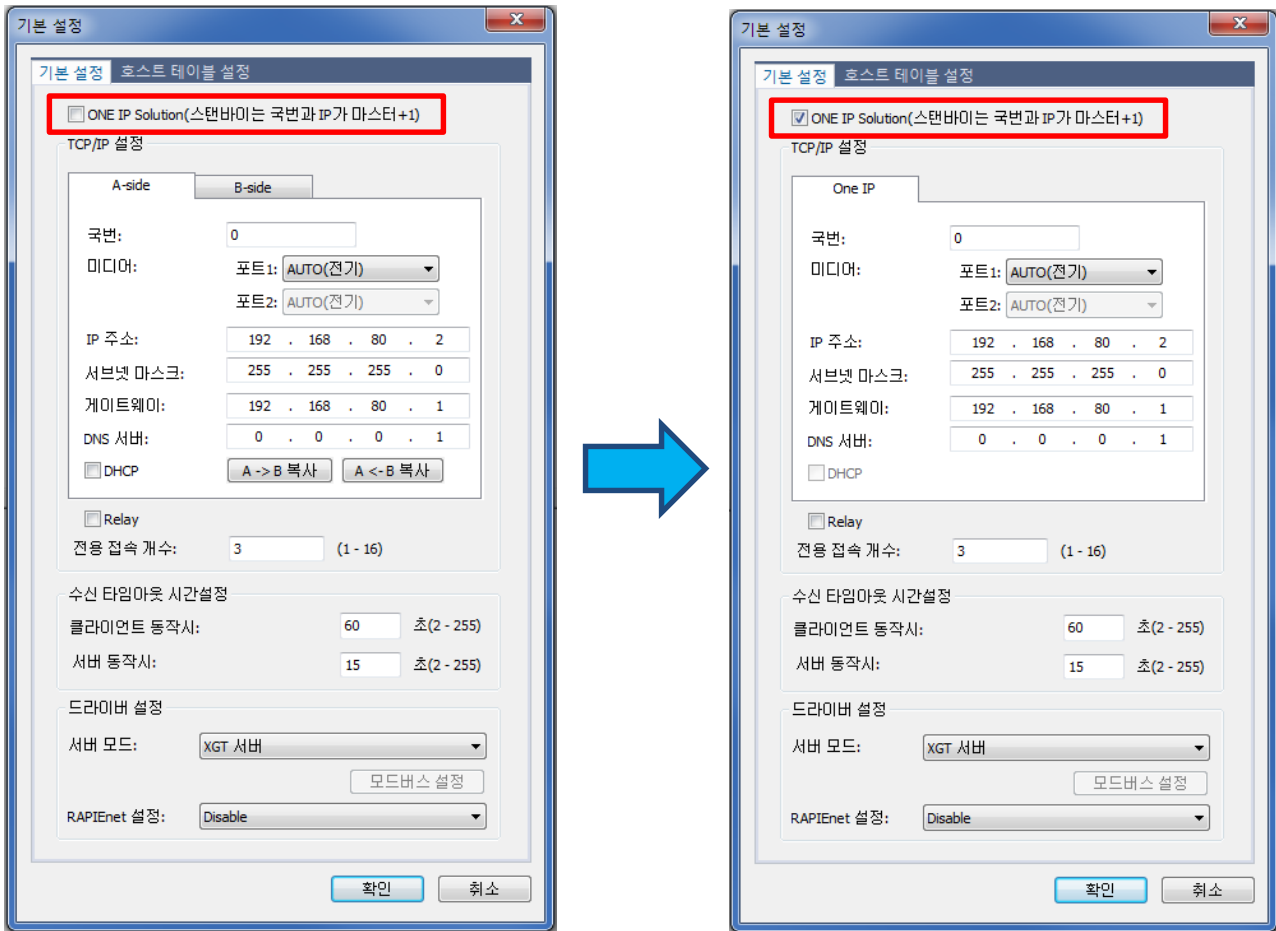 기본 설정
기본 설정 호스트 테이블 설정
ONE IP Solution(스탠바이는 국번과 IP가 마스터+1)
TCP/IP 설정
A-side B-side
국번: 0
미디어: 포트1: AUTO(전기)
포트2: AUTO(전기)
IP 주소: 192 . 168 . 80 . 2
서브넷 마스크: 255 . 255 . 255 . 0
게이트웨이: 192 . 168 . 80 . 1
DNS 서버: 0 . 0 . 0 . 1
DHCP A -> B 복사 A <- B 복사
Relay
전용 접속 개수: 3 (1 - 16)
수신 타임아웃 시간설정
클라이언트 동작시: 60 초(2 - 255)
서버 동작시: 15 초(2 - 255)
드라이버 설정
서버 모드: XGT 서버
모드버스 설정
RAPIEnet 설정: Disable
확인 취소
기본 설정
기본 설정 호스트 테이블 설정
ONE IP Solution(스탠바이는 국번과 IP가 마스터+1)
TCP/IP 설정
One IP
국번: 0
미디어: 포트1: AUTO(전기)
포트2: AUTO(전기)
IP 주소: 192 . 168 . 80 . 2
서브넷 마스크: 255 . 255 . 255 . 0
게이트웨이: 192 . 168 . 80 . 1
DNS 서버: 0 . 0 . 0 . 1
DHCP
Relay
전용 접속 개수: 3 (1 - 16)
수신 타임아웃 시간설정
클라이언트 동작시: 60 초(2 - 255)
서버 동작시: 15 초(2 - 255)
드라이버 설정
서버 모드: XGT 서버
모드버스 설정
RAPIEnet 설정: Disable
확인 취소